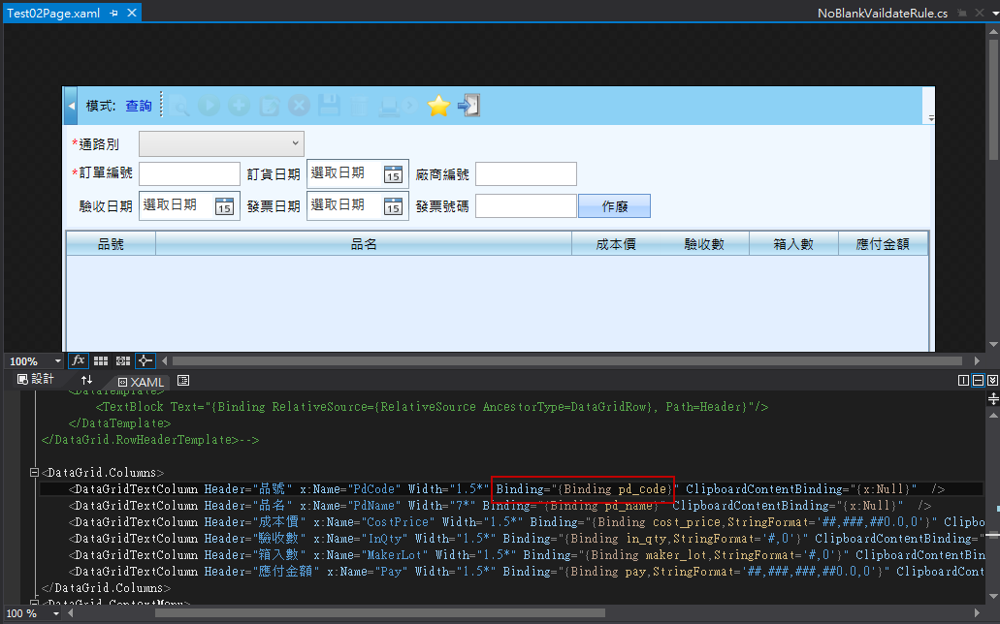 Test02Page.xaml NoBlankVaildateRule.cs
模式: 查詢
*通路別
*訂單編號 訂貨日期 選取日期 15 廠商編號
驗收日期 選取日期 15 發票日期 選取日期 15 發票號碼 作廢
品號 品名 成本價 驗收數 箱入數 應付金額
100% fx
設計 XAML
<DataTemplate>
<TextBlock Text="{Binding RelativeSource={RelativeSource AncestorType=DataGridRow}, Path=Header}"/>
</DataTemplate>
</DataGrid.RowHeaderTemplate>-->
<DataGrid.Columns>
<DataGridTextColumn Header="品號" x:Name="PdCode" Width="1.5*" Binding="{Binding pd_code}" ClipboardContentBinding="{x:Null}" />
<DataGridTextColumn Header="品名" x:Name="PdName" Width="7*" Binding="{Binding pd_name}" ClipboardContentBinding="{x:Null}" />
<DataGridTextColumn Header="成本價" x:Name="CostPrice" Width="1.5*" Binding="{Binding cost_price,StringFormat='##,###,##0.0,0'}" Clipbo
<DataGridTextColumn Header="驗收數" x:Name="InQty" Width="1.5*" Binding="{Binding in_qty,StringFormat='#,0'}" ClipboardContentBinding=
<DataGridTextColumn Header="箱入數" x:Name="MakerLot" Width="1.5*" Binding="{Binding maker_lot,StringFormat='#,0'}" ClipboardContentBin
<DataGridTextColumn Header="應付金額" x:Name="Pay" Width="1.5*" Binding="{Binding pay,StringFormat='##,###,###,##0.0,0'}" ClipboardCont
</DataGrid.Columns>
<DataGrid.ContextMenu>
100 %